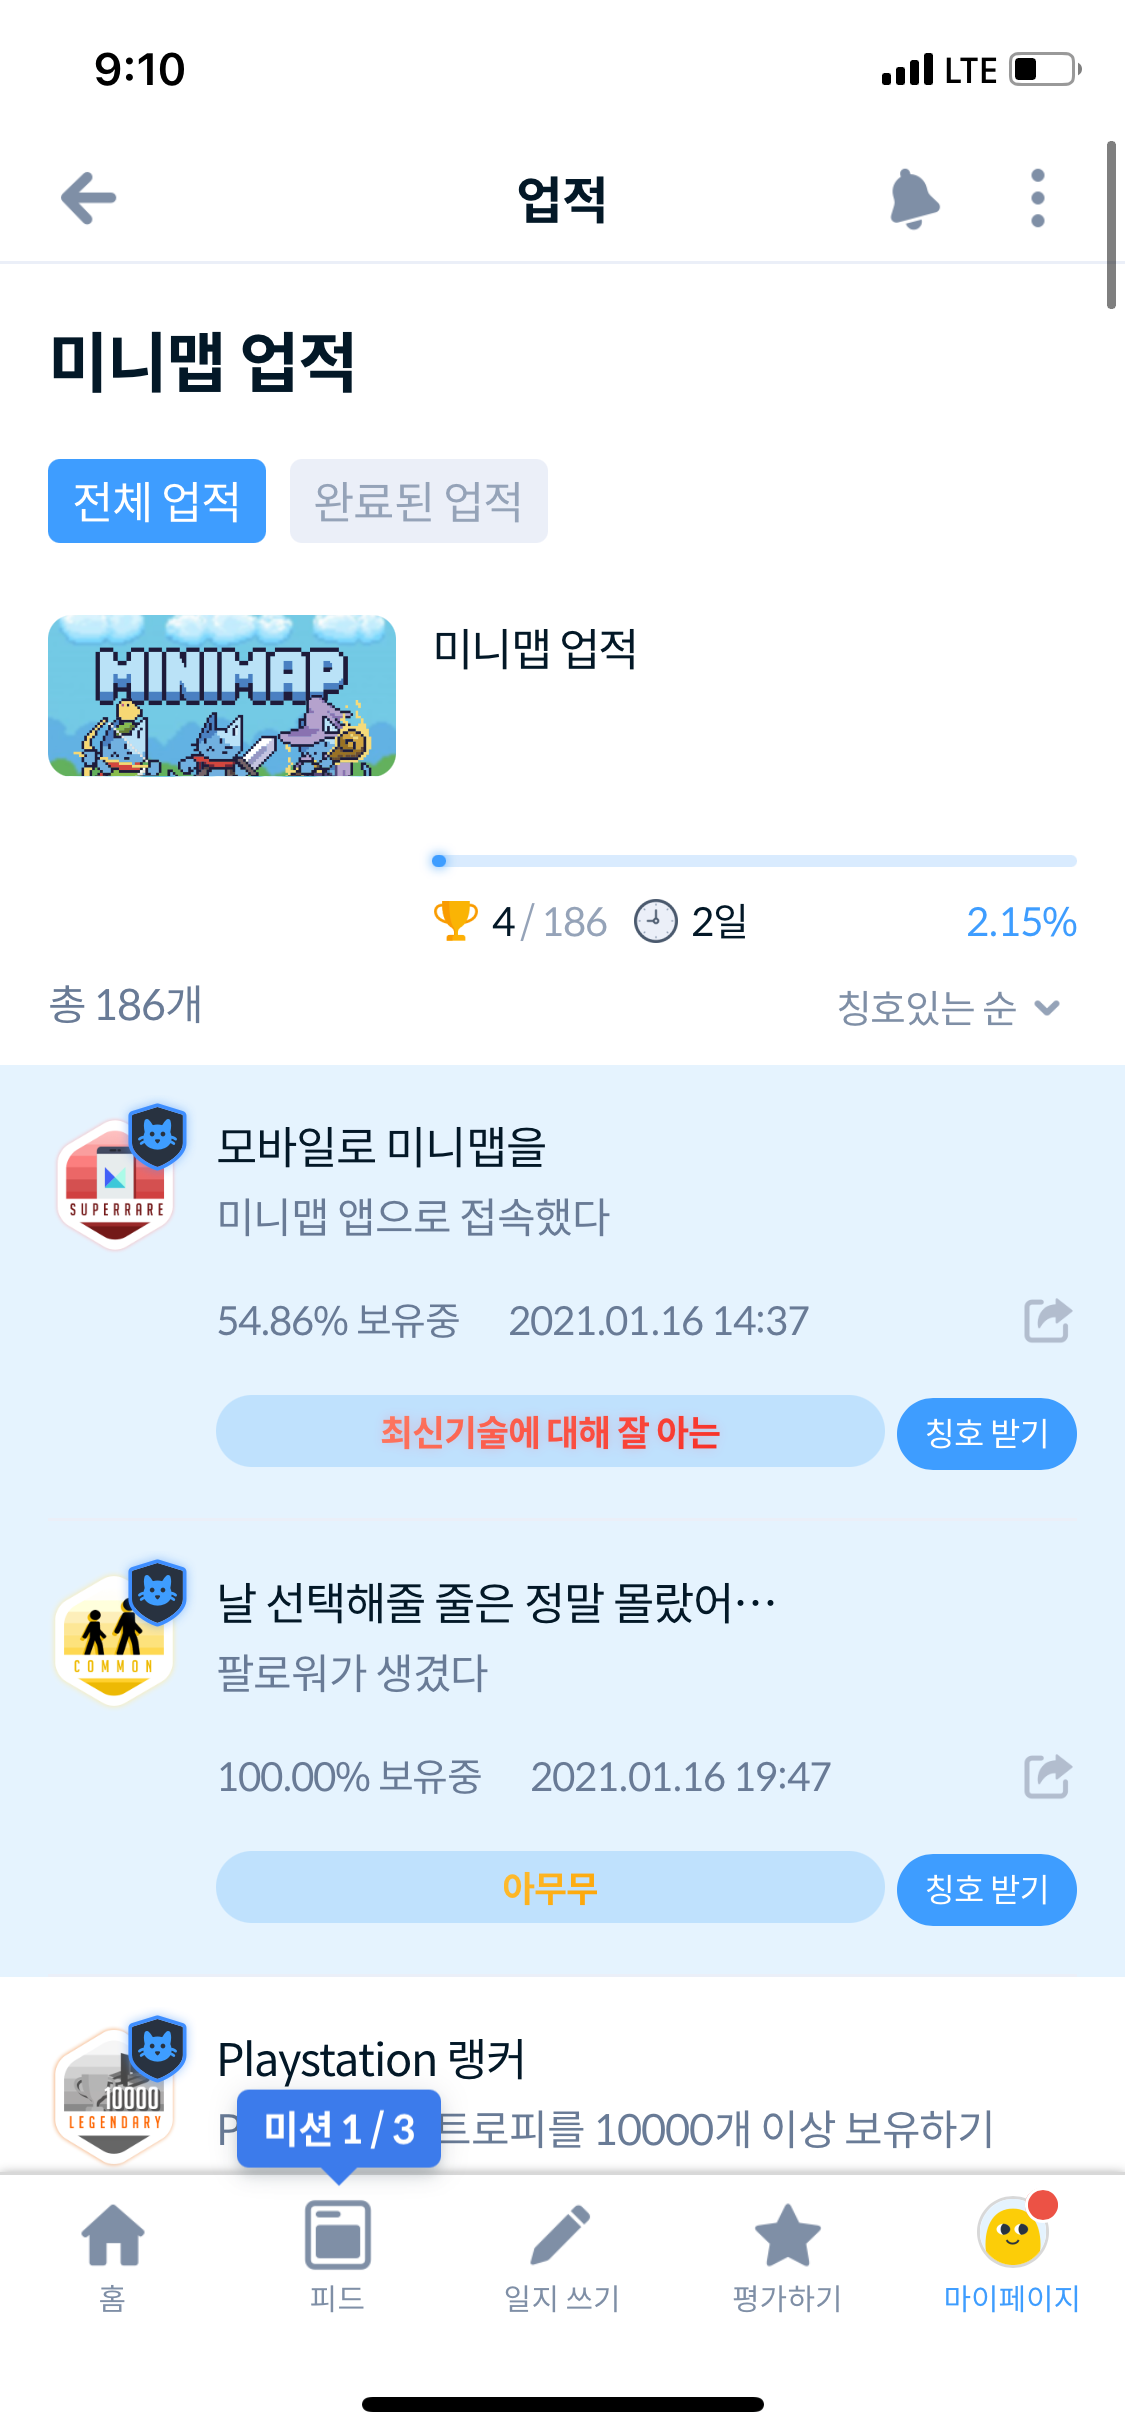 9:10 LTE
업적
미니맵 업적
전체 업적 완료된 업적
MINIMAP
미니맵 업적
4/186 2일 2.15%
총 186개 칭호있는 순
모바일로 미니맵을
SUPERRARE
미니맵 앱으로 접속했다
54.86% 보유중 2021.01.16 14:37
최신기술에 대해 잘 아는 칭호 받기
날 선택해줄 줄은 정말 몰랐어…
COMMON
팔로워가 생겼다
100.00% 보유중 2021.01.16 19:47
아무무 칭호 받기
Playstation 랭커
10000
LEGENDARY
트로피를 10000개 이상 보유하기
미션 1 / 3
홈 피드 일지 쓰기 평가하기 마이페이지